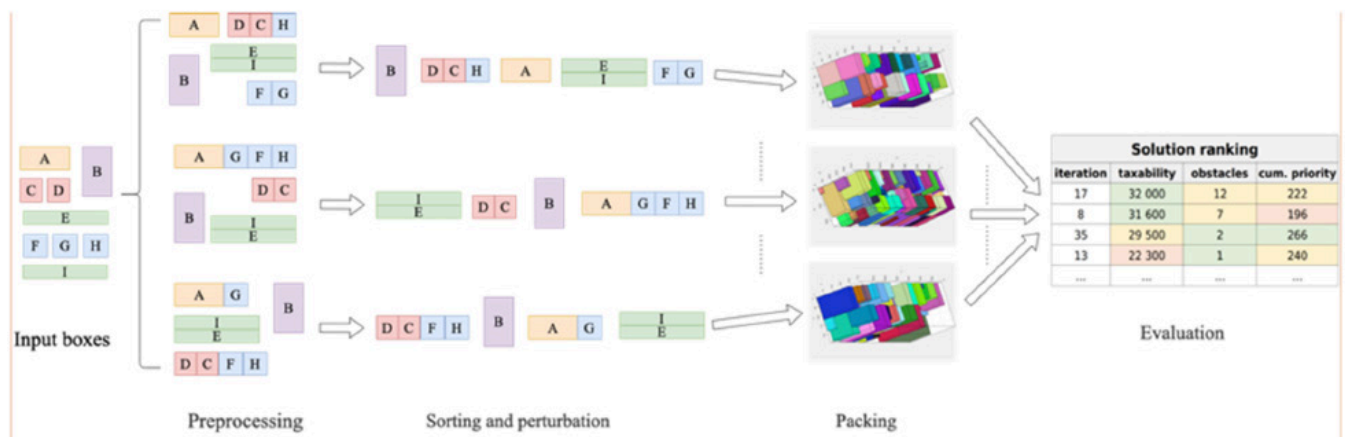 A
B
C D
E
F G H
I
Input boxes
A D C H
E
I
B
F G
A G F H
D C
B
I
E
A G
B
I
E
D C F H
Preprocessing
B D C H A E F G
I
I D C B A G F H
E
D C F H B A G I
E
Sorting and perturbation
Packing
Solution ranking
iteration taxability obstacles cum. priority
17 32 000 12 222
8 31 600 7 196
35 29 500 2 266
13 22 300 1 240
... ... ... ...
Evaluation